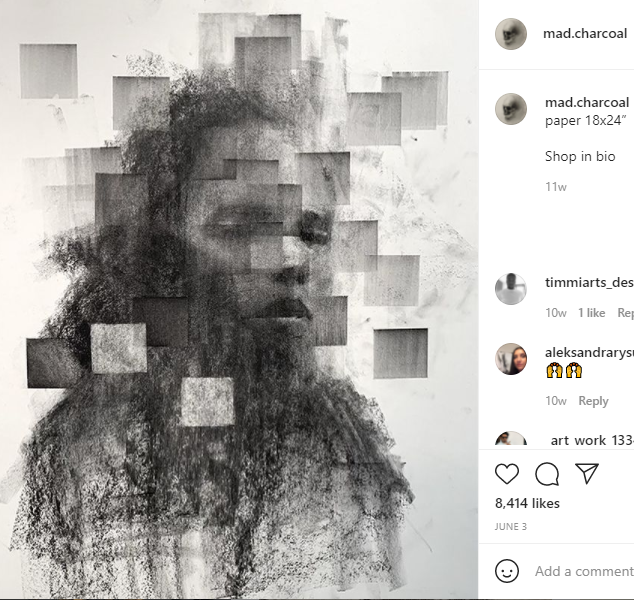 mad.charcoal
mad.charcoal
paper 18x24"
Shop in bio
11w
timmiarts_des
10w 1 like Rep
aleksandrarysu
10w Reply
art_work_133
8,414 likes
JUNE 3
Add a comment